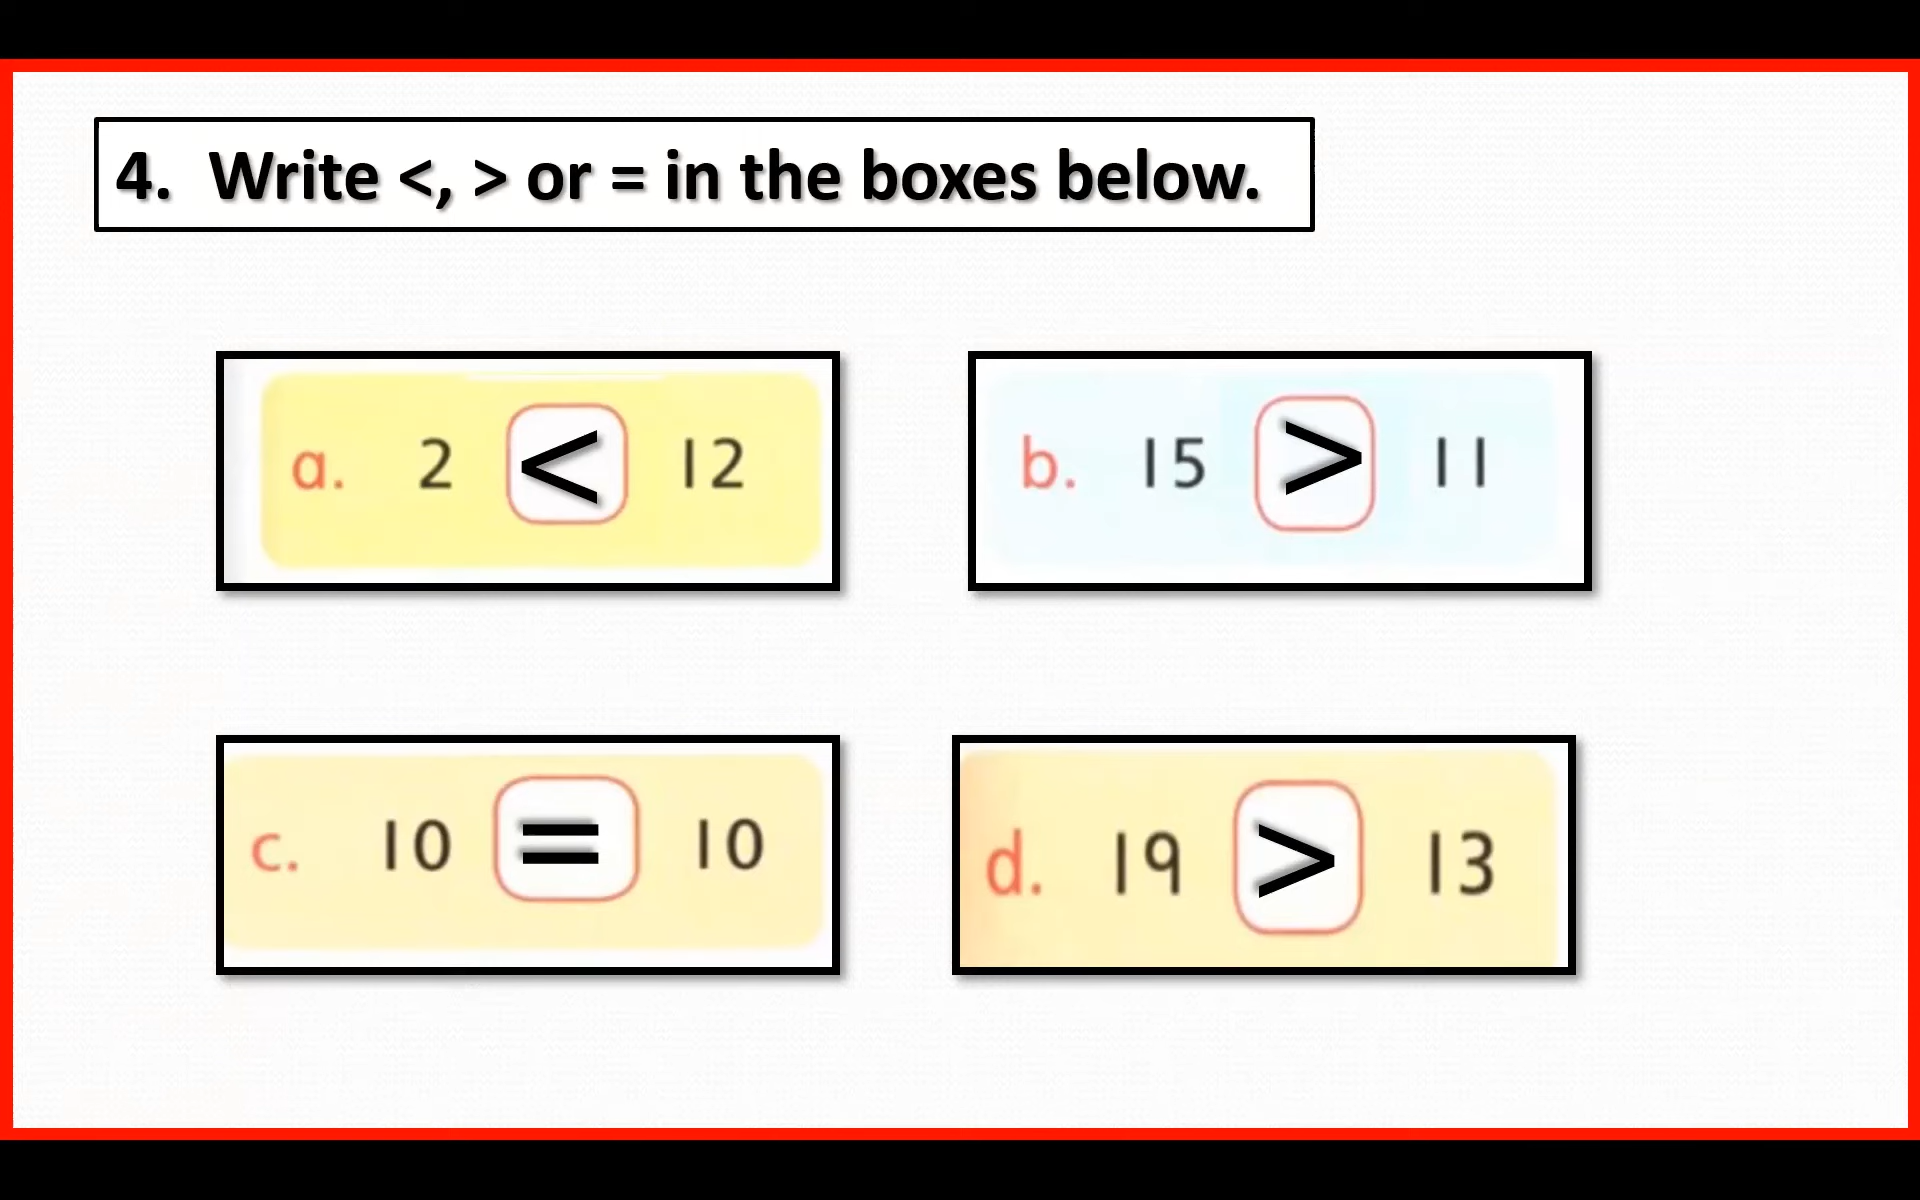 4. Write <, > or = in the boxes below.
a. 2 < 12
b. 15 > 11
c. 10 = 10
d. 19 > 13